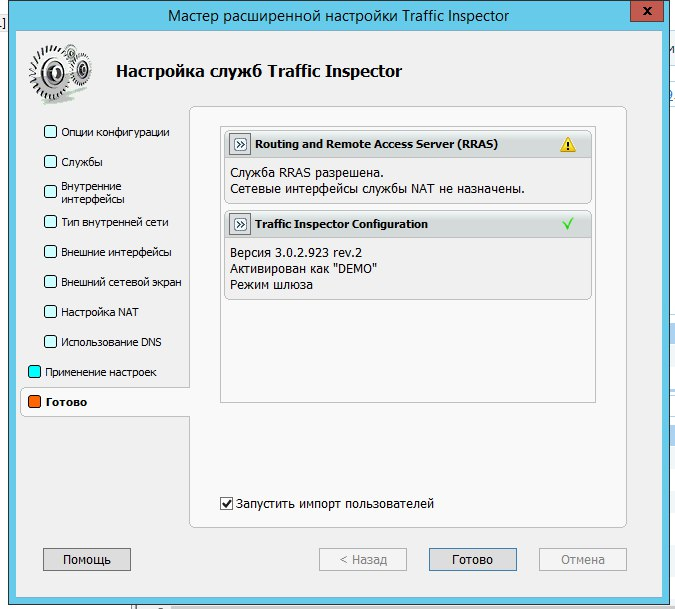 Мастер расширенной настройки Traffic Inspector
x
Настройка служб Traffic Inspector
Опции конфигурации
Службы
Внутренние
интерфейсы
Тип внутренней сети
Внешние интерфейсы
Внешний сетевой экран
Настройка NAT
Использование DNS
Применение настроек
Готово
Routing and Remote Access Server (RRAS)
Служба RRAS разрешена.
Сетевые интерфейсы службы NAT не назначены.
Traffic Inspector Configuration
Версия 3.0.2.923 rev.2
Активирован как "DEMO"
Режим шлюза
Запустить импорт пользователей
Помощь
< Назад
Готово
Отмена